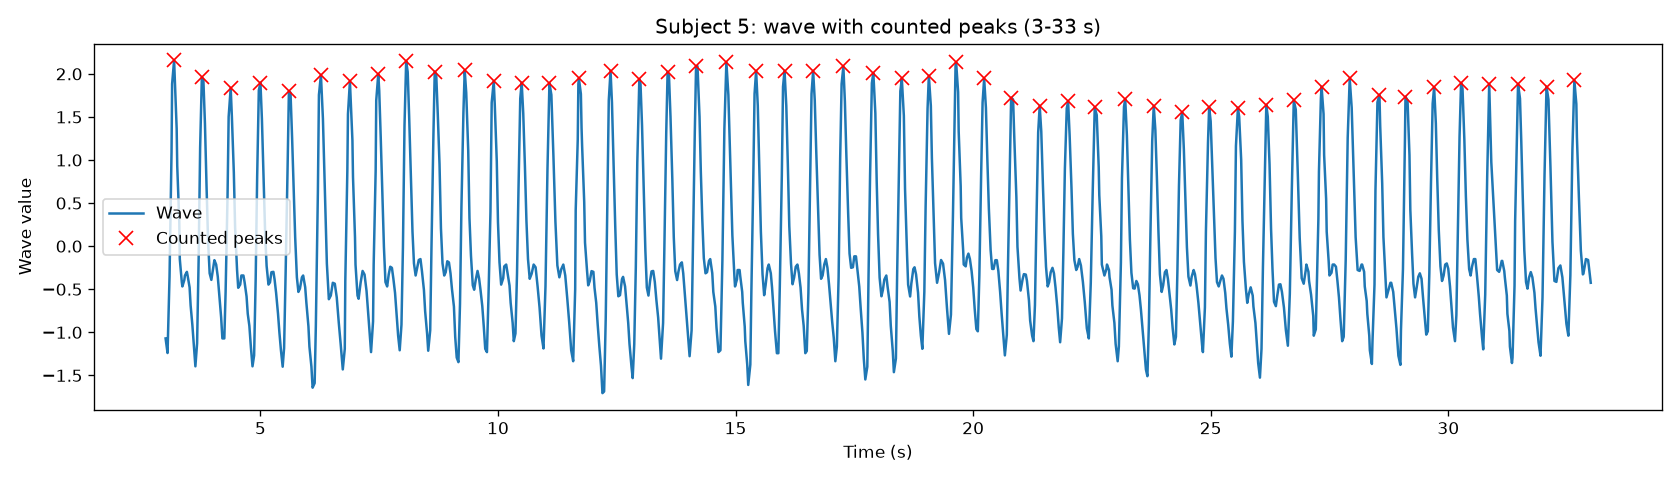 Subject 5: wave with counted peaks (3-33 s)
Wave value
2.0
1.5
1.0
0.5
0.0
−0.5
−1.0
−1.5
Wave
Counted peaks
5 10 15 20 25 30
Time (s)